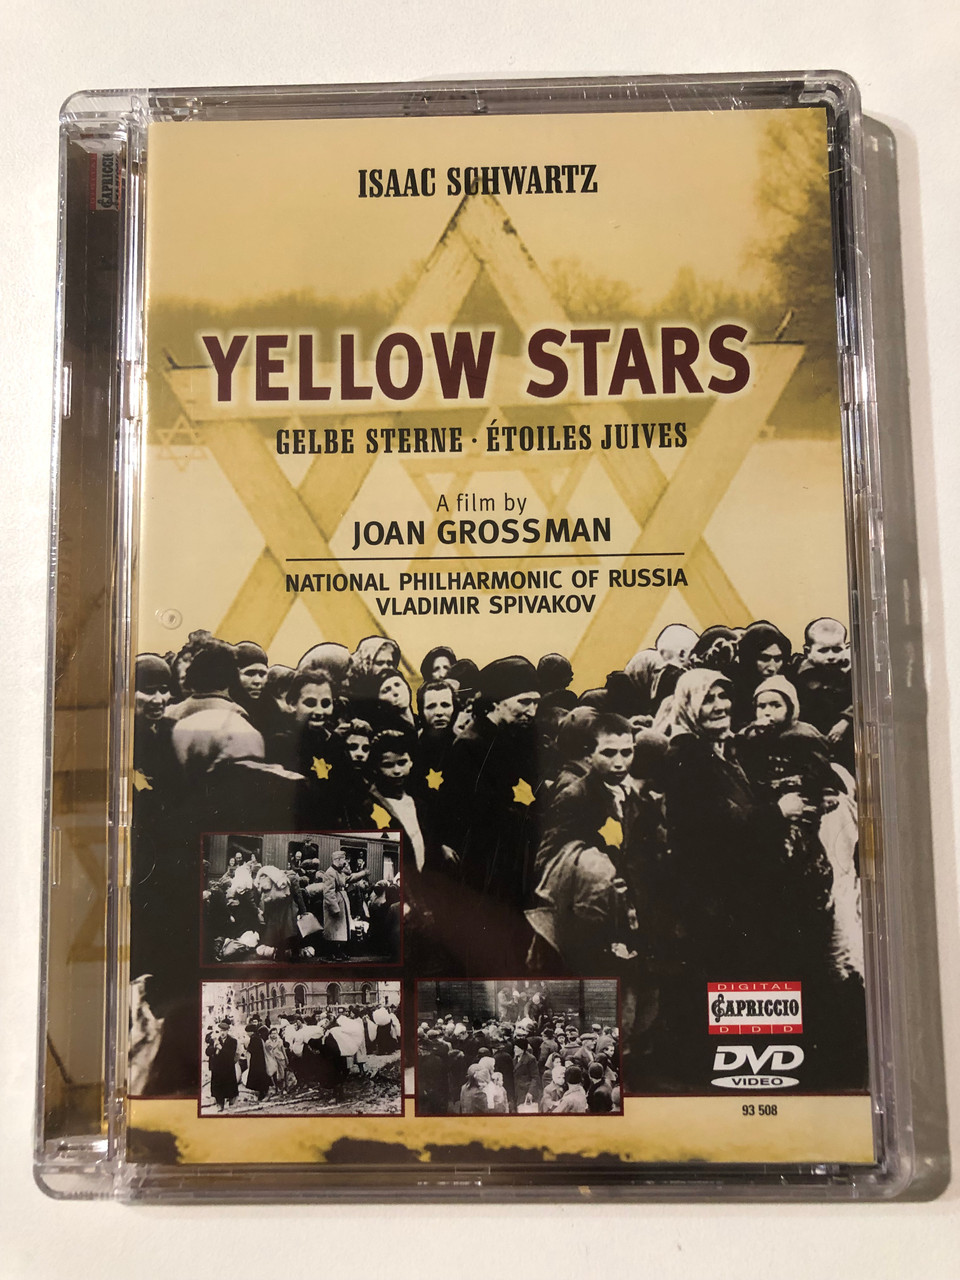 ISAAC SCHWARTZ
YELLOW STARS
GELBE STERNE · ÉTOILES JUIVES
A film by
JOAN GROSSMAN
NATIONAL PHILHARMONIC OF RUSSIA
VLADIMIR SPIVAKOV
DIGITAL
CAPRICCIO
D D D
DVD
VIDEO
93 508
CAPRICCIO